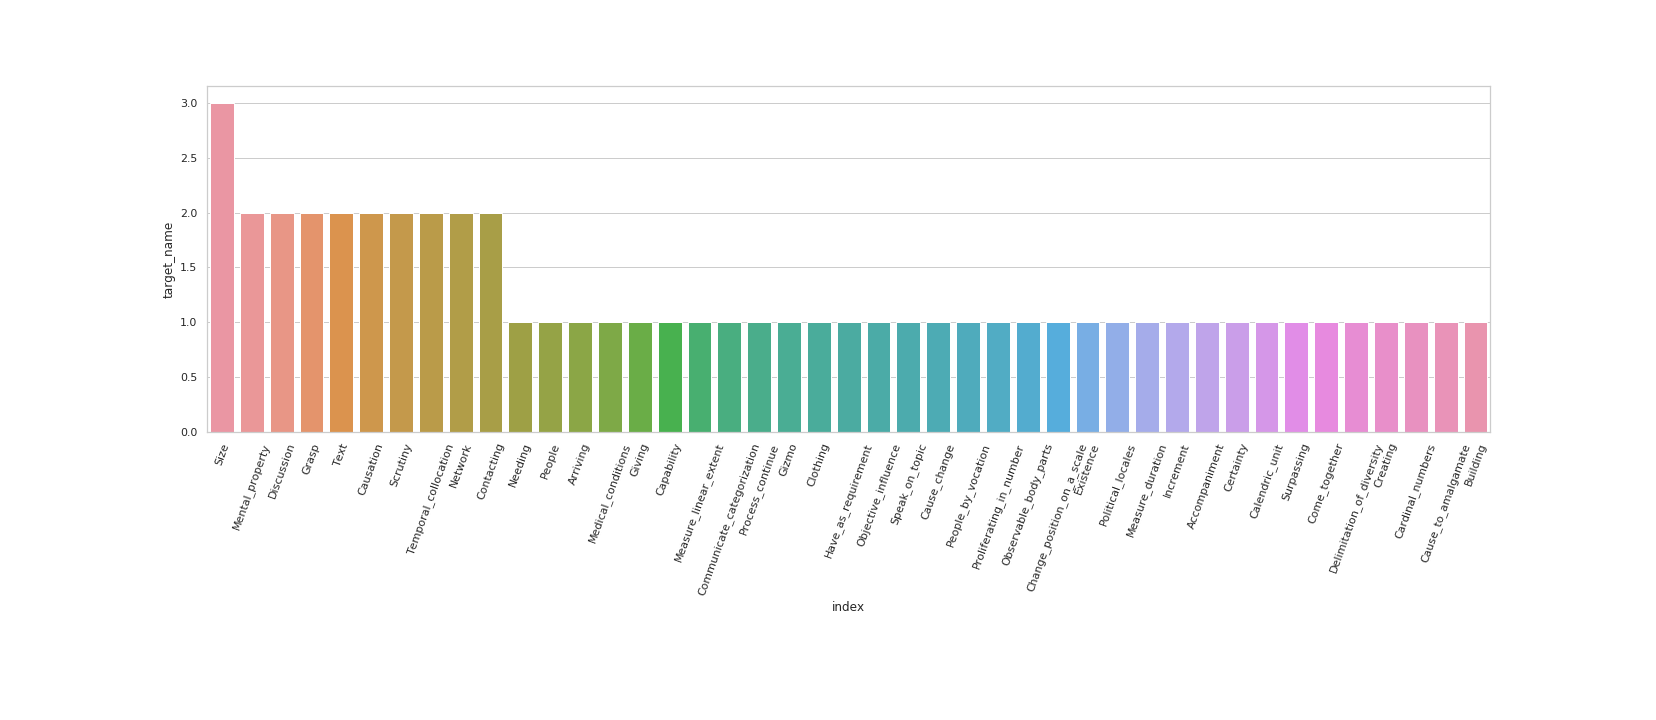 3.0
2.5
2.0
1.5
1.0
0.5
0.0
target_name
Size
Mental_property
Discussion
Grasp
Text
Causation
Scrutiny
Temporal_collocation
Network
Contacting
Needing
People
Arriving
Medical_conditions
Giving
Capability
Measure_linear_extent
Communicate_categorization
Process_continue
Gizmo
Clothing
Have_as_requirement
Objective_influence
Speak_on_topic
Cause_change
People_by_vocation
Proliferating_in_number
Observable_body_parts
Change_position_on_a_scale
Existence
Political_locales
Measure_duration
Increment
Accompaniment
Certainty
Calendric_unit
Surpassing
Come_together
Delimitation_of_diversity
Creating
Cardinal_numbers
Cause_to_amalgamate
Building
index